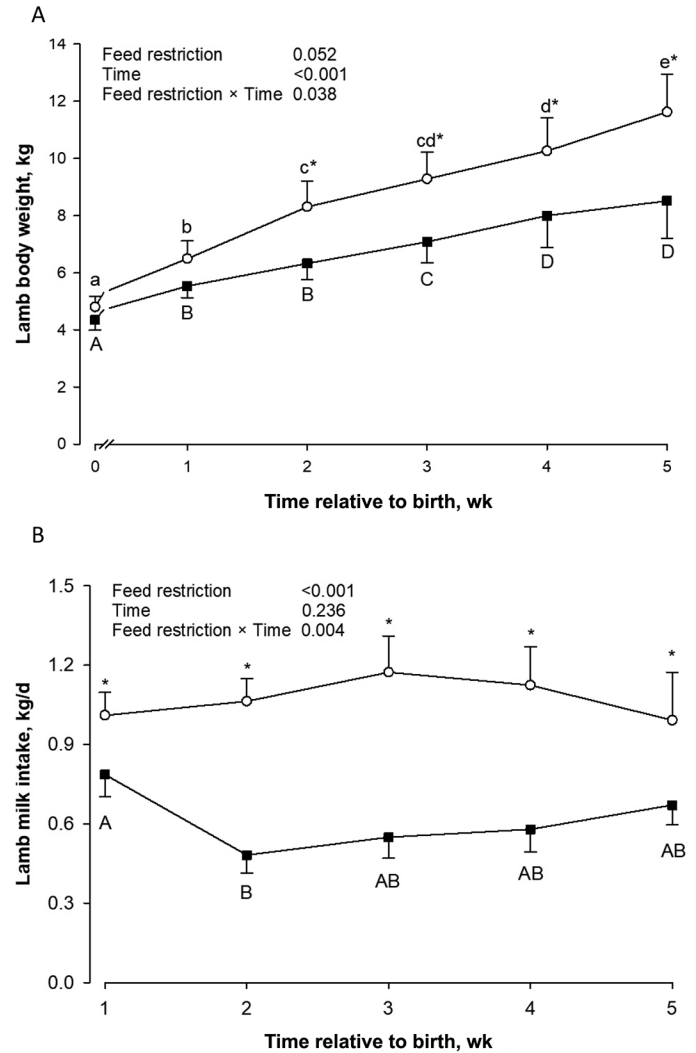 A
14
12
10
8
6
4
2
0
Lamb body weight, kg
Feed restriction 0.052
Time <0.001
Feed restriction × Time 0.038
a b c* cd* d* e*
A B B C D D
0 1 2 3 4 5
Time relative to birth, wk
B
1.5
1.2
0.9
0.6
0.3
0.0
Lamb milk intake, kg/d
Feed restriction <0.001
Time 0.236
Feed restriction × Time 0.004
* * * * *
A B AB AB AB
1 2 3 4 5
Time relative to birth, wk